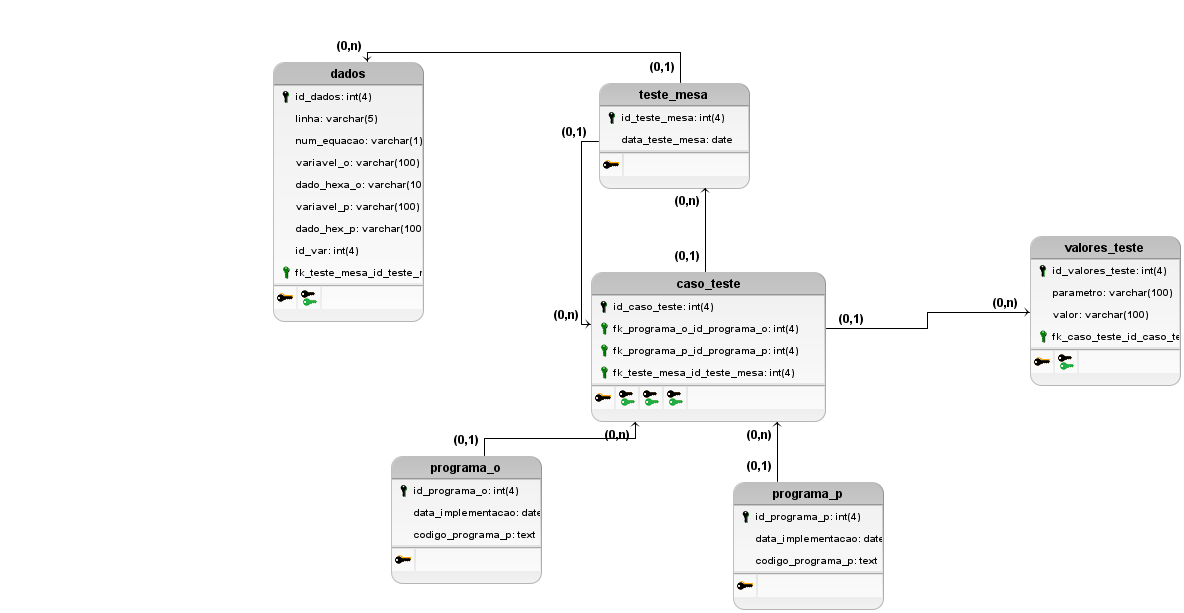 (0,n)
(0,1)
dados
id_dados: int(4)
linha: varchar(5)
num_equacao: varchar(1)
variavel_o: varchar(100)
dado_hexa_o: varchar(10
variavel_p: varchar(100)
dado_hex_p: varchar(100
id_var: int(4)
fk_teste_mesa_id_teste_r
teste_mesa
id_teste_mesa: int(4)
data_teste_mesa: date
(0,1)
(0,n)
(0,1)
(0,n)
caso_teste
id_caso_teste: int(4)
fk_programa_o_id_programa_o: int(4)
fk_programa_p_id_programa_p: int(4)
fk_teste_mesa_id_teste_mesa: int(4)
(0,1)
(0,n)
valores_teste
id_valores_teste: int(4)
parametro: varchar(100)
valor: varchar(100)
fk_caso_teste_id_caso_te
(0,1)
(0,n)
(0,n)
(0,1)
programa_o
id_programa_o: int(4)
data_implementacao: date
codigo_programa_p: text
programa_p
id_programa_p: int(4)
data_implementacao: date
codigo_programa_p: text